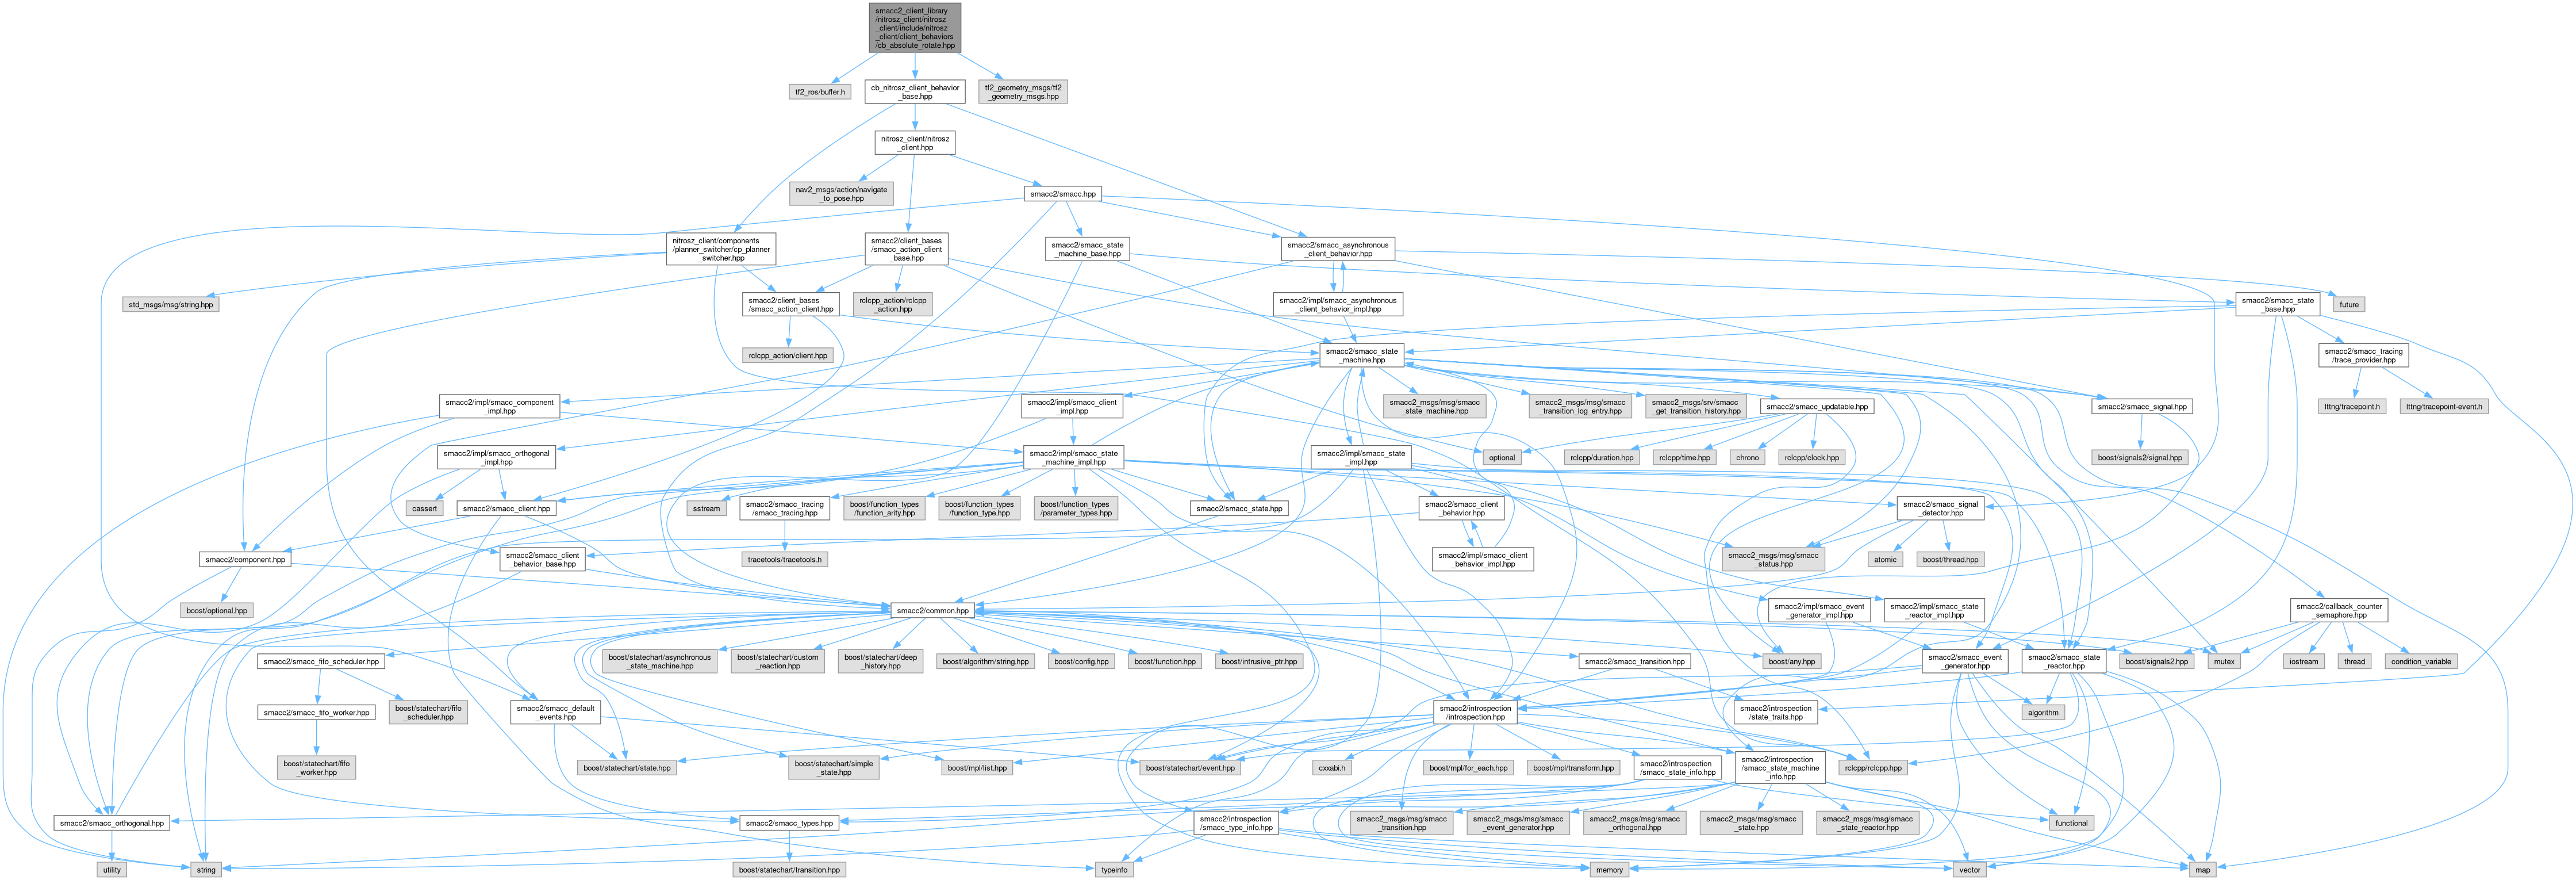 smacc2_client_library
/nitrosz_client/nitrosz
_client/include/nitrosz
_client/client_behaviors
/cb_absolute_rotate.hpp
tf2_ros/buffer.h
cb_nitrosz_client_behavior
_base.hpp
tf2_geometry_msgs/tf2
_geometry_msgs.hpp
nitrosz_client/nitrosz
_client.hpp
nav2_msgs/action/navigate
_to_pose.hpp
smacc2/smacc.hpp
nitrosz_client/components
/planner_switcher/cp_planner
_switcher.hpp
smacc2/client_bases
/smacc_action_client
_base.hpp
smacc2/smacc_state
_machine_base.hpp
smacc2/smacc_asynchronous
_client_behavior.hpp
std_msgs/msg/string.hpp
smacc2/client_bases
/smacc_action_client.hpp
rclcpp_action/rclcpp
_action.hpp
smacc2/impl/smacc_asynchronous
_client_behavior_impl.hpp
smacc2/smacc_state
_base.hpp
future
rclcpp_action/client.hpp
smacc2/smacc_state
_machine.hpp
smacc2/smacc_tracing
/trace_provider.hpp
smacc2/impl/smacc_component
_impl.hpp
smacc2/impl/smacc_client
_impl.hpp
smacc2_msgs/msg/smacc
_state_machine.hpp
smacc2_msgs/msg/smacc
_transition_log_entry.hpp
smacc2_msgs/srv/smacc
_get_transition_history.hpp
smacc2/smacc_updatable.hpp
smacc2/smacc_signal.hpp
lttng/tracepoint.h
lttng/tracepoint-event.h
smacc2/impl/smacc_orthogonal
_impl.hpp
smacc2/impl/smacc_state
_machine_impl.hpp
smacc2/impl/smacc_state
_impl.hpp
optional
rclcpp/duration.hpp
rclcpp/time.hpp
chrono
rclcpp/clock.hpp
boost/signals2/signal.hpp
cassert
smacc2/smacc_client.hpp
sstream
smacc2/smacc_tracing
/smacc_tracing.hpp
boost/function_types
/function_arity.hpp
boost/function_types
/function_type.hpp
boost/function_types
/parameter_types.hpp
smacc2/smacc_state.hpp
smacc2/smacc_client
_behavior.hpp
smacc2/smacc_signal
_detector.hpp
smacc2/component.hpp
smacc2/smacc_client
_behavior_base.hpp
tracetools/tracetools.h
smacc2/impl/smacc_client
_behavior_impl.hpp
smacc2_msgs/msg/smacc
_status.hpp
atomic
boost/thread.hpp
boost/optional.hpp
smacc2/common.hpp
smacc2/impl/smacc_event
_generator_impl.hpp
smacc2/impl/smacc_state
_reactor_impl.hpp
smacc2/callback_counter
_semaphore.hpp
smacc2/smacc_fifo_scheduler.hpp
boost/statechart/asynchronous
_state_machine.hpp
boost/statechart/custom
_reaction.hpp
boost/statechart/deep
_history.hpp
boost/algorithm/string.hpp
boost/config.hpp
boost/function.hpp
boost/intrusive_ptr.hpp
smacc2/smacc_transition.hpp
boost/any.hpp
smacc2/smacc_event
_generator.hpp
smacc2/smacc_state
_reactor.hpp
boost/signals2.hpp
mutex
iostream
thread
condition_variable
smacc2/smacc_fifo_worker.hpp
boost/statechart/fifo
_scheduler.hpp
smacc2/smacc_default
_events.hpp
smacc2/introspection
/introspection.hpp
smacc2/introspection
/state_traits.hpp
algorithm
boost/statechart/fifo
_worker.hpp
boost/statechart/state.hpp
boost/statechart/simple
_state.hpp
boost/mpl/list.hpp
boost/statechart/event.hpp
cxxabi.h
boost/mpl/for_each.hpp
boost/mpl/transform.hpp
smacc2/introspection
/smacc_state_info.hpp
smacc2/introspection
/smacc_state_machine
_info.hpp
rclcpp/rclcpp.hpp
smacc2/smacc_orthogonal.hpp
smacc2/smacc_types.hpp
smacc2/introspection
/smacc_type_info.hpp
smacc2_msgs/msg/smacc
_transition.hpp
smacc2_msgs/msg/smacc
_event_generator.hpp
smacc2_msgs/msg/smacc
_orthogonal.hpp
smacc2_msgs/msg/smacc
_state.hpp
smacc2_msgs/msg/smacc
_state_reactor.hpp
functional
utility
string
boost/statechart/transition.hpp
typeinfo
memory
vector
map